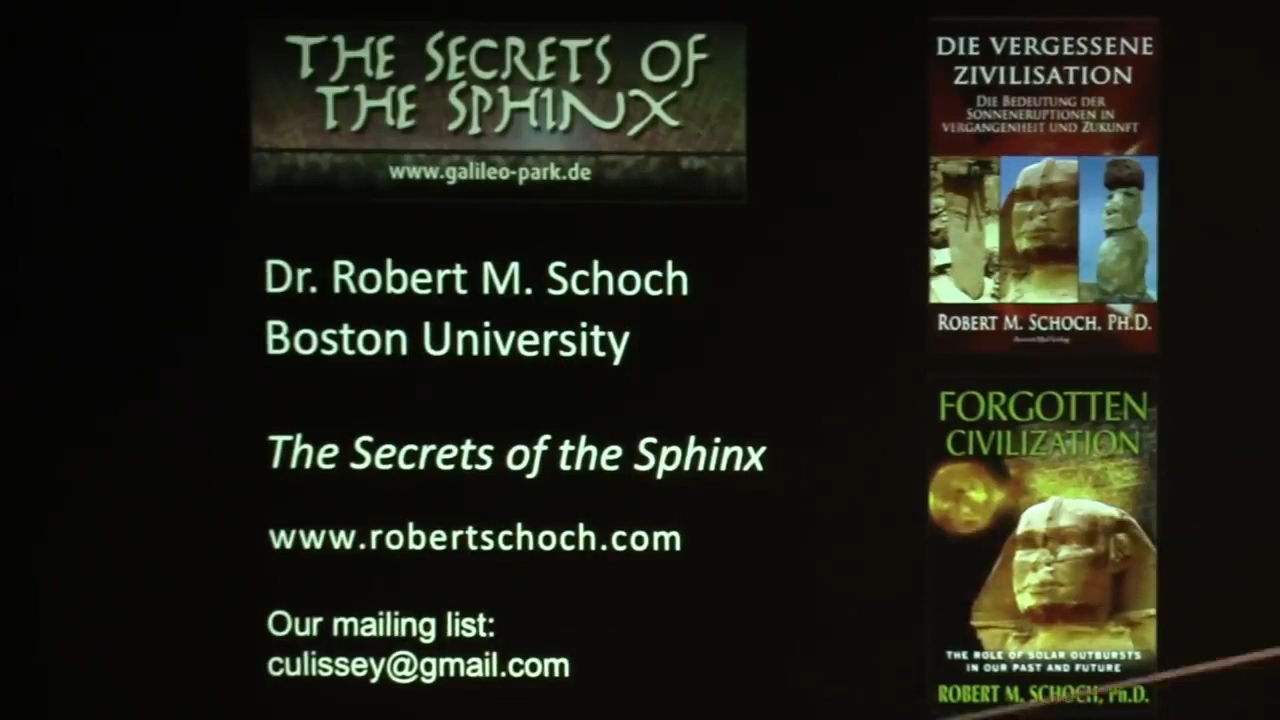 THE SECRETS OF
THE SPHINX
www.galileo-park.de
Dr. Robert M. Schoch
Boston University
The Secrets of the Sphinx
www.robertschoch.com
Our mailing list:
culissey@gmail.com
DIE VERGESSENE
ZIVILISATION
DIE BEDEUTUNG DER
SONNENERUPTIONEN IN
VERGANGENHEIT UND ZUKUNFT
ROBERT M. SCHOCH, PH.D.
FORGOTTEN
CIVILIZATION
THE ROLE OF SOLAR OUTBURSTS
IN OUR PAST AND FUTURE
ROBERT M. SCHOCH, PH.D.